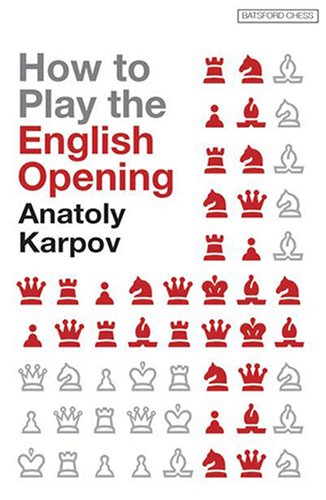 BATSFORD CHESS
How to
Play the
English
Opening
Anatoly
Karpov